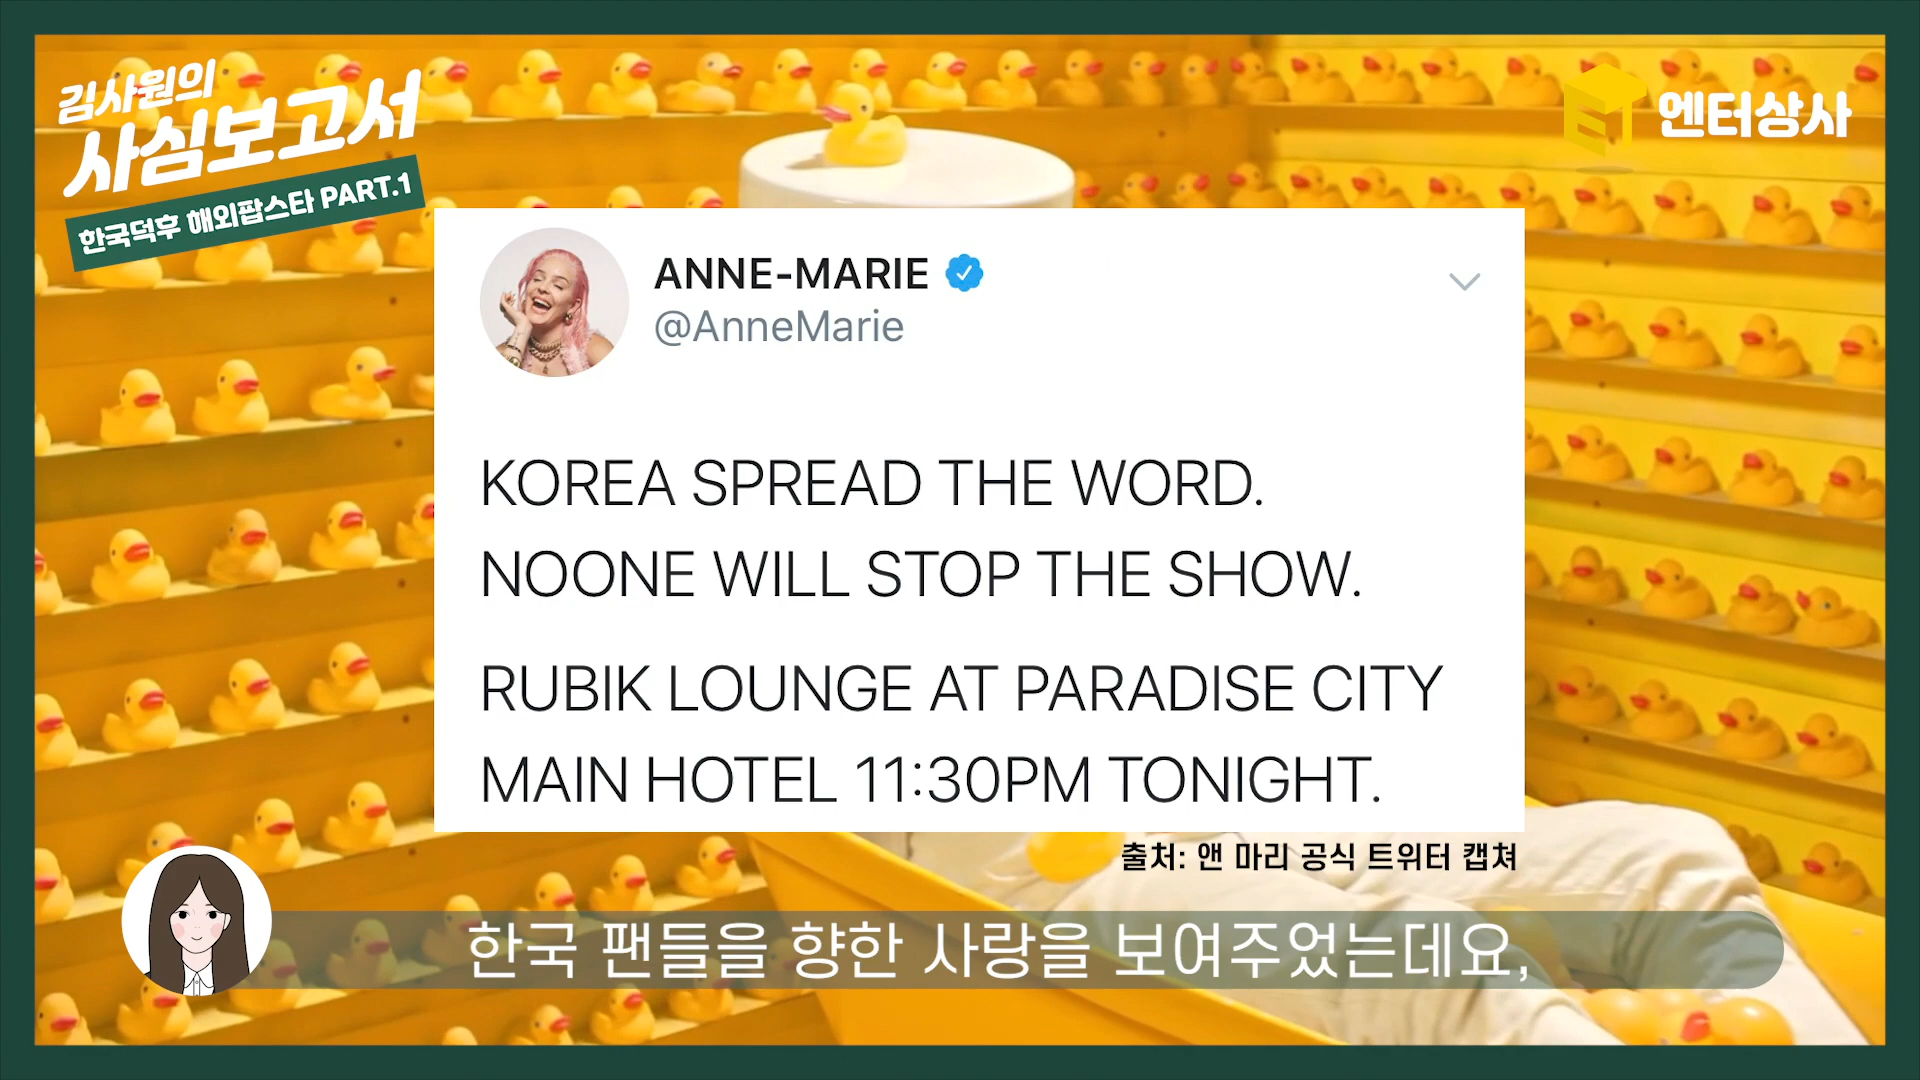 김사원의
사심보고서
한국덕후 해외팝스타 PART.1
엔터상사
ANNE-MARIE
@AnneMarie
KOREA SPREAD THE WORD.
NOONE WILL STOP THE SHOW.
RUBIK LOUNGE AT PARADISE CITY
MAIN HOTEL 11:30PM TONIGHT.
출처: 앤 마리 공식 트위터 캡쳐
한국 팬들을 향한 사랑을 보여주었는데요,